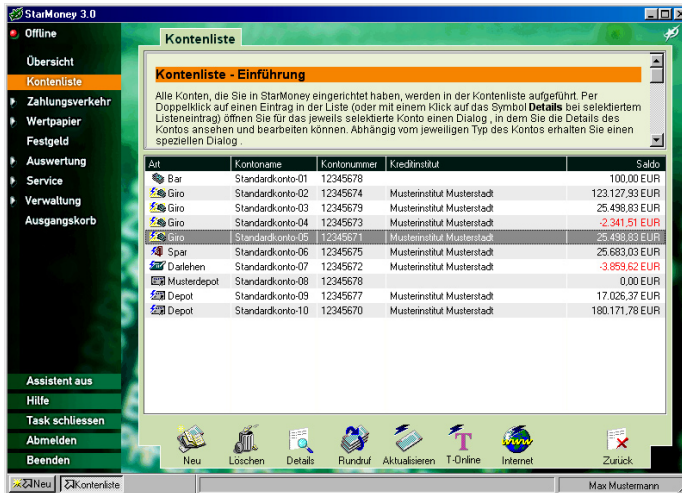 StarMoney 3.0
Offline
Kontenliste
Übersicht
Kontenliste
Zahlungsverkehr
Wertpapier
Festgeld
Auswertung
Service
Verwaltung
Ausgangskorb
Kontenliste - Einführung
Alle Konten, die Sie in StarMoney eingerichtet haben, werden in der Kontenliste aufgeführt. Per
Doppelklick auf einen Eintrag in der Liste (oder mit einem Klick auf das Symbol Details bei selektiertem
Listeneintrag) öffnen Sie für das jeweils selektierte Konto einen Dialog , in dem Sie die Details des
Kontos ansehen und bearbeiten können. Abhängig vom jeweiligen Typ des Kontos erhalten Sie einen
speziellen Dialog .
Art Kontoname Kontonummer Kreditinstitut Saldo
Bar Standardkonto-01 12345678 100,00 EUR
Giro Standardkonto-02 12345674 Musterinstitut Musterstadt 123.127,93 EUR
Giro Standardkonto-03 12345679 Musterinstitut Musterstadt 25.498,83 EUR
Giro Standardkonto-04 12345673 Musterinstitut Musterstadt -2.341,51 EUR
Giro Standardkonto-05 12345671 Musterinstitut Musterstadt 25.498,83 EUR
Spar Standardkonto-06 12345675 Musterinstitut Musterstadt 25.683,03 EUR
Darlehen Standardkonto-07 12345672 Musterinstitut Musterstadt -3.859,62 EUR
Musterdepot Standardkonto-08 12345678 0,00 EUR
Depot Standardkonto-09 12345677 Musterinstitut Musterstadt 17.026,37 EUR
Depot Standardkonto-10 12345670 Musterinstitut Musterstadt 180.171,78 EUR
Assistent aus
Hilfe
Task schliessen
Abmelden
Beenden
Neu Löschen Details Rundruf Aktualisieren T-Online Internet Zurück
Neu Kontenliste Max Mustermann